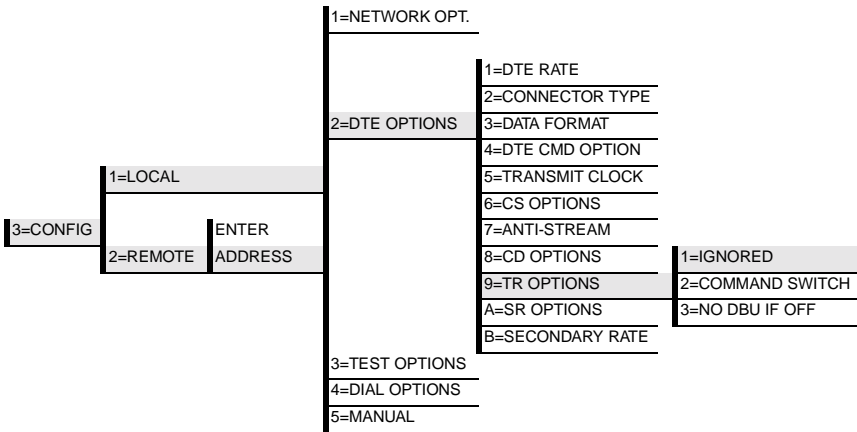 1=NETWORK OPT.
1=DTE RATE
2=CONNECTOR TYPE
2=DTE OPTIONS
3=DATA FORMAT
4=DTE CMD OPTION
1=LOCAL
5=TRANSMIT CLOCK
6=CS OPTIONS
3=CONFIG
ENTER
7=ANTI-STREAM
2=REMOTE
ADDRESS
8=CD OPTIONS
1=IGNORED
9=TR OPTIONS
2=COMMAND SWITCH
A=SR OPTIONS
3=NO DBU IF OFF
B=SECONDARY RATE
3=TEST OPTIONS
4=DIAL OPTIONS
5=MANUAL